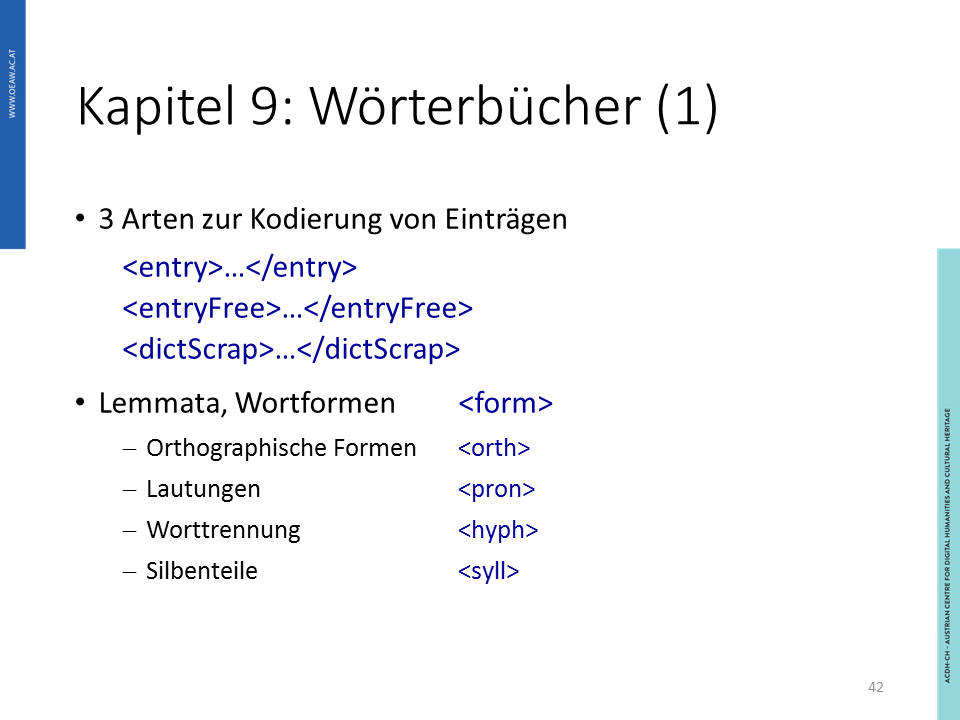 WWW.OEAW.AC.AT
Kapitel 9: Wörterbücher (1)
• 3 Arten zur Kodierung von Einträgen
<entry>…</entry>
<entryFree>…</entryFree>
<dictScrap>…</dictScrap>
• Lemmata, Wortformen <form>
– Orthographische Formen <orth>
– Lautungen <pron>
– Worttrennung <hyph>
– Silbenteile <syll>
ACDH-CH - AUSTRIAN CENTRE FOR DIGITAL HUMANITIES AND CULTURAL HERITAGE
42